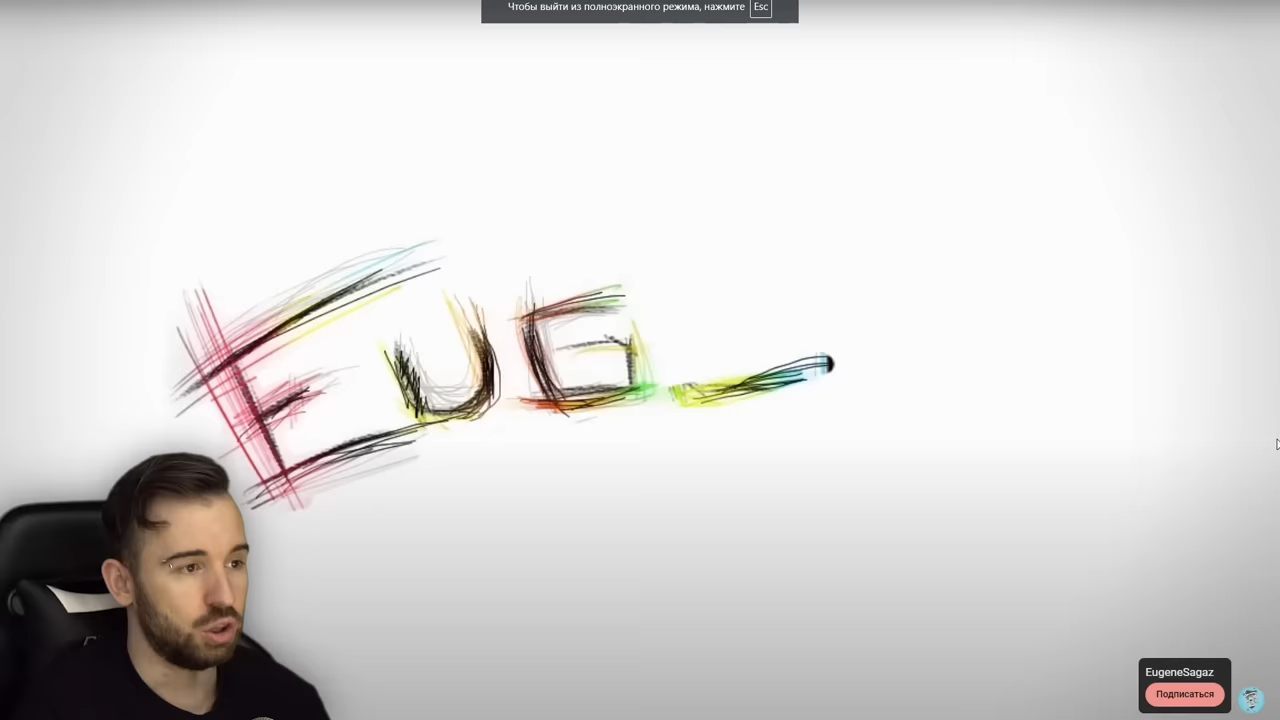 Чтобы выйти из полноэкранного режима, нажмите Esc
EUG
EugeneSagaz
Подписаться